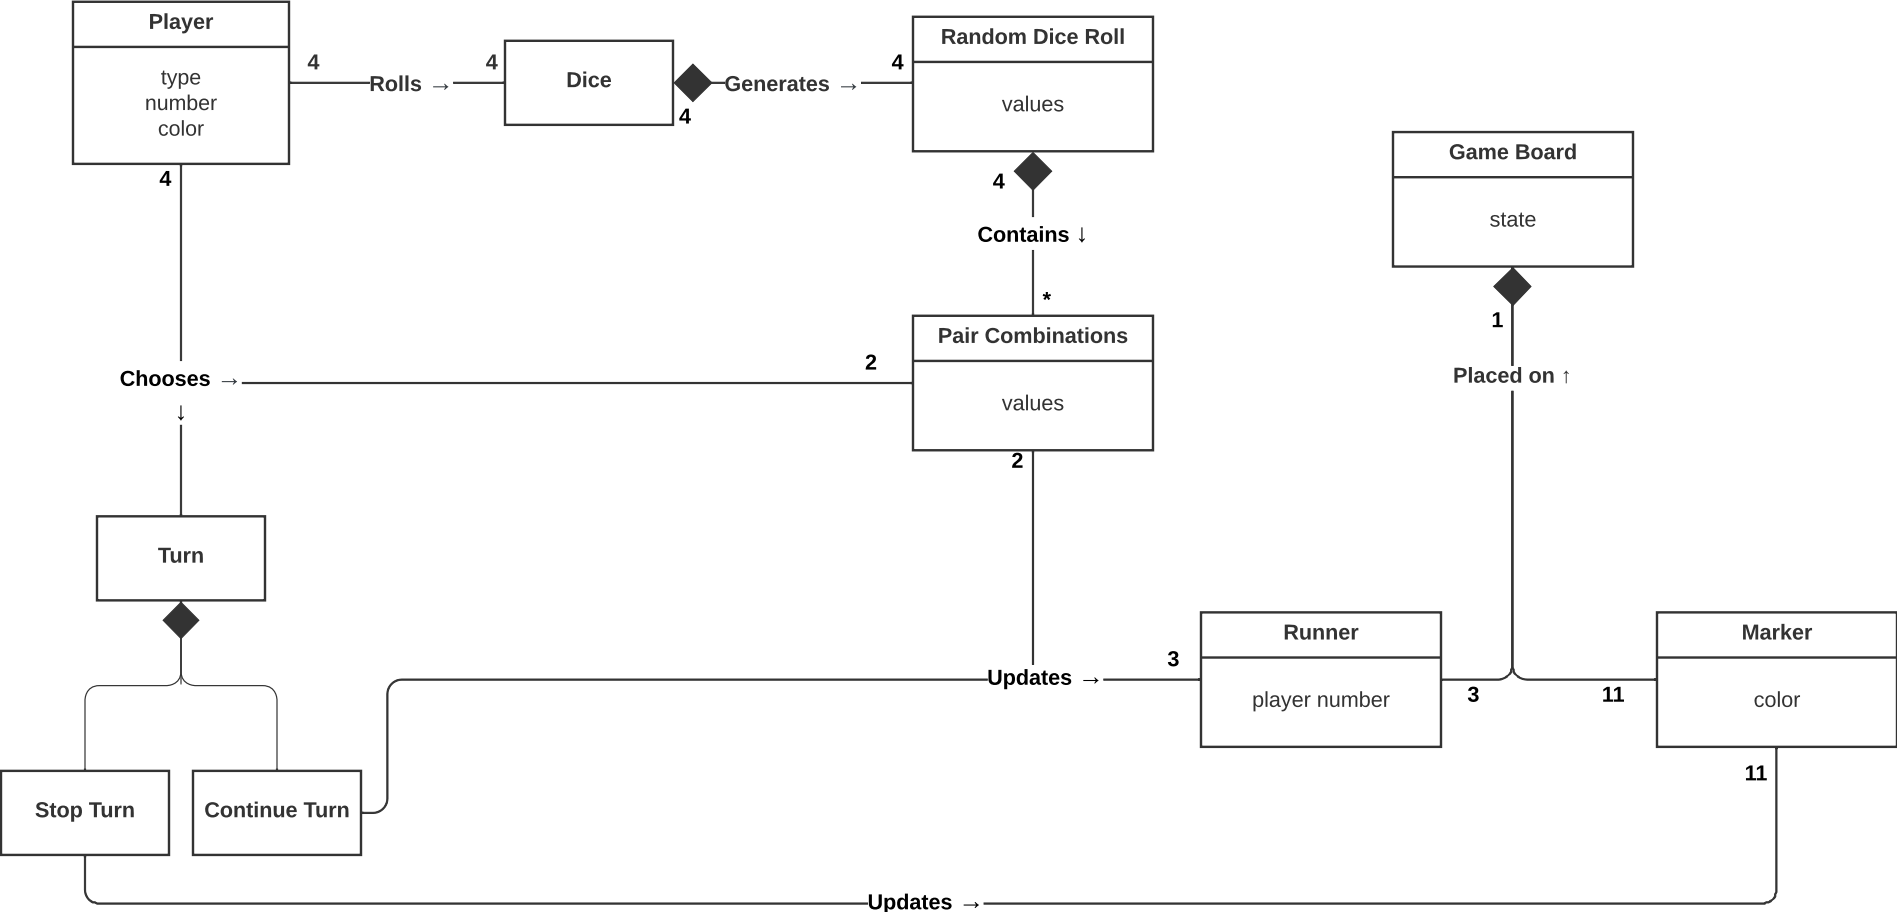 Player
type
number
color
4
Rolls →
4
Dice
4
Generates →
4
Random Dice Roll
values
4
Contains ↓
*
Game Board
state
1
Placed on ↑
4
Chooses →
↓
2
Pair Combinations
values
2
Turn
Updates →
3
Runner
player number
3
11
Marker
color
11
Stop Turn
Continue Turn
Updates →